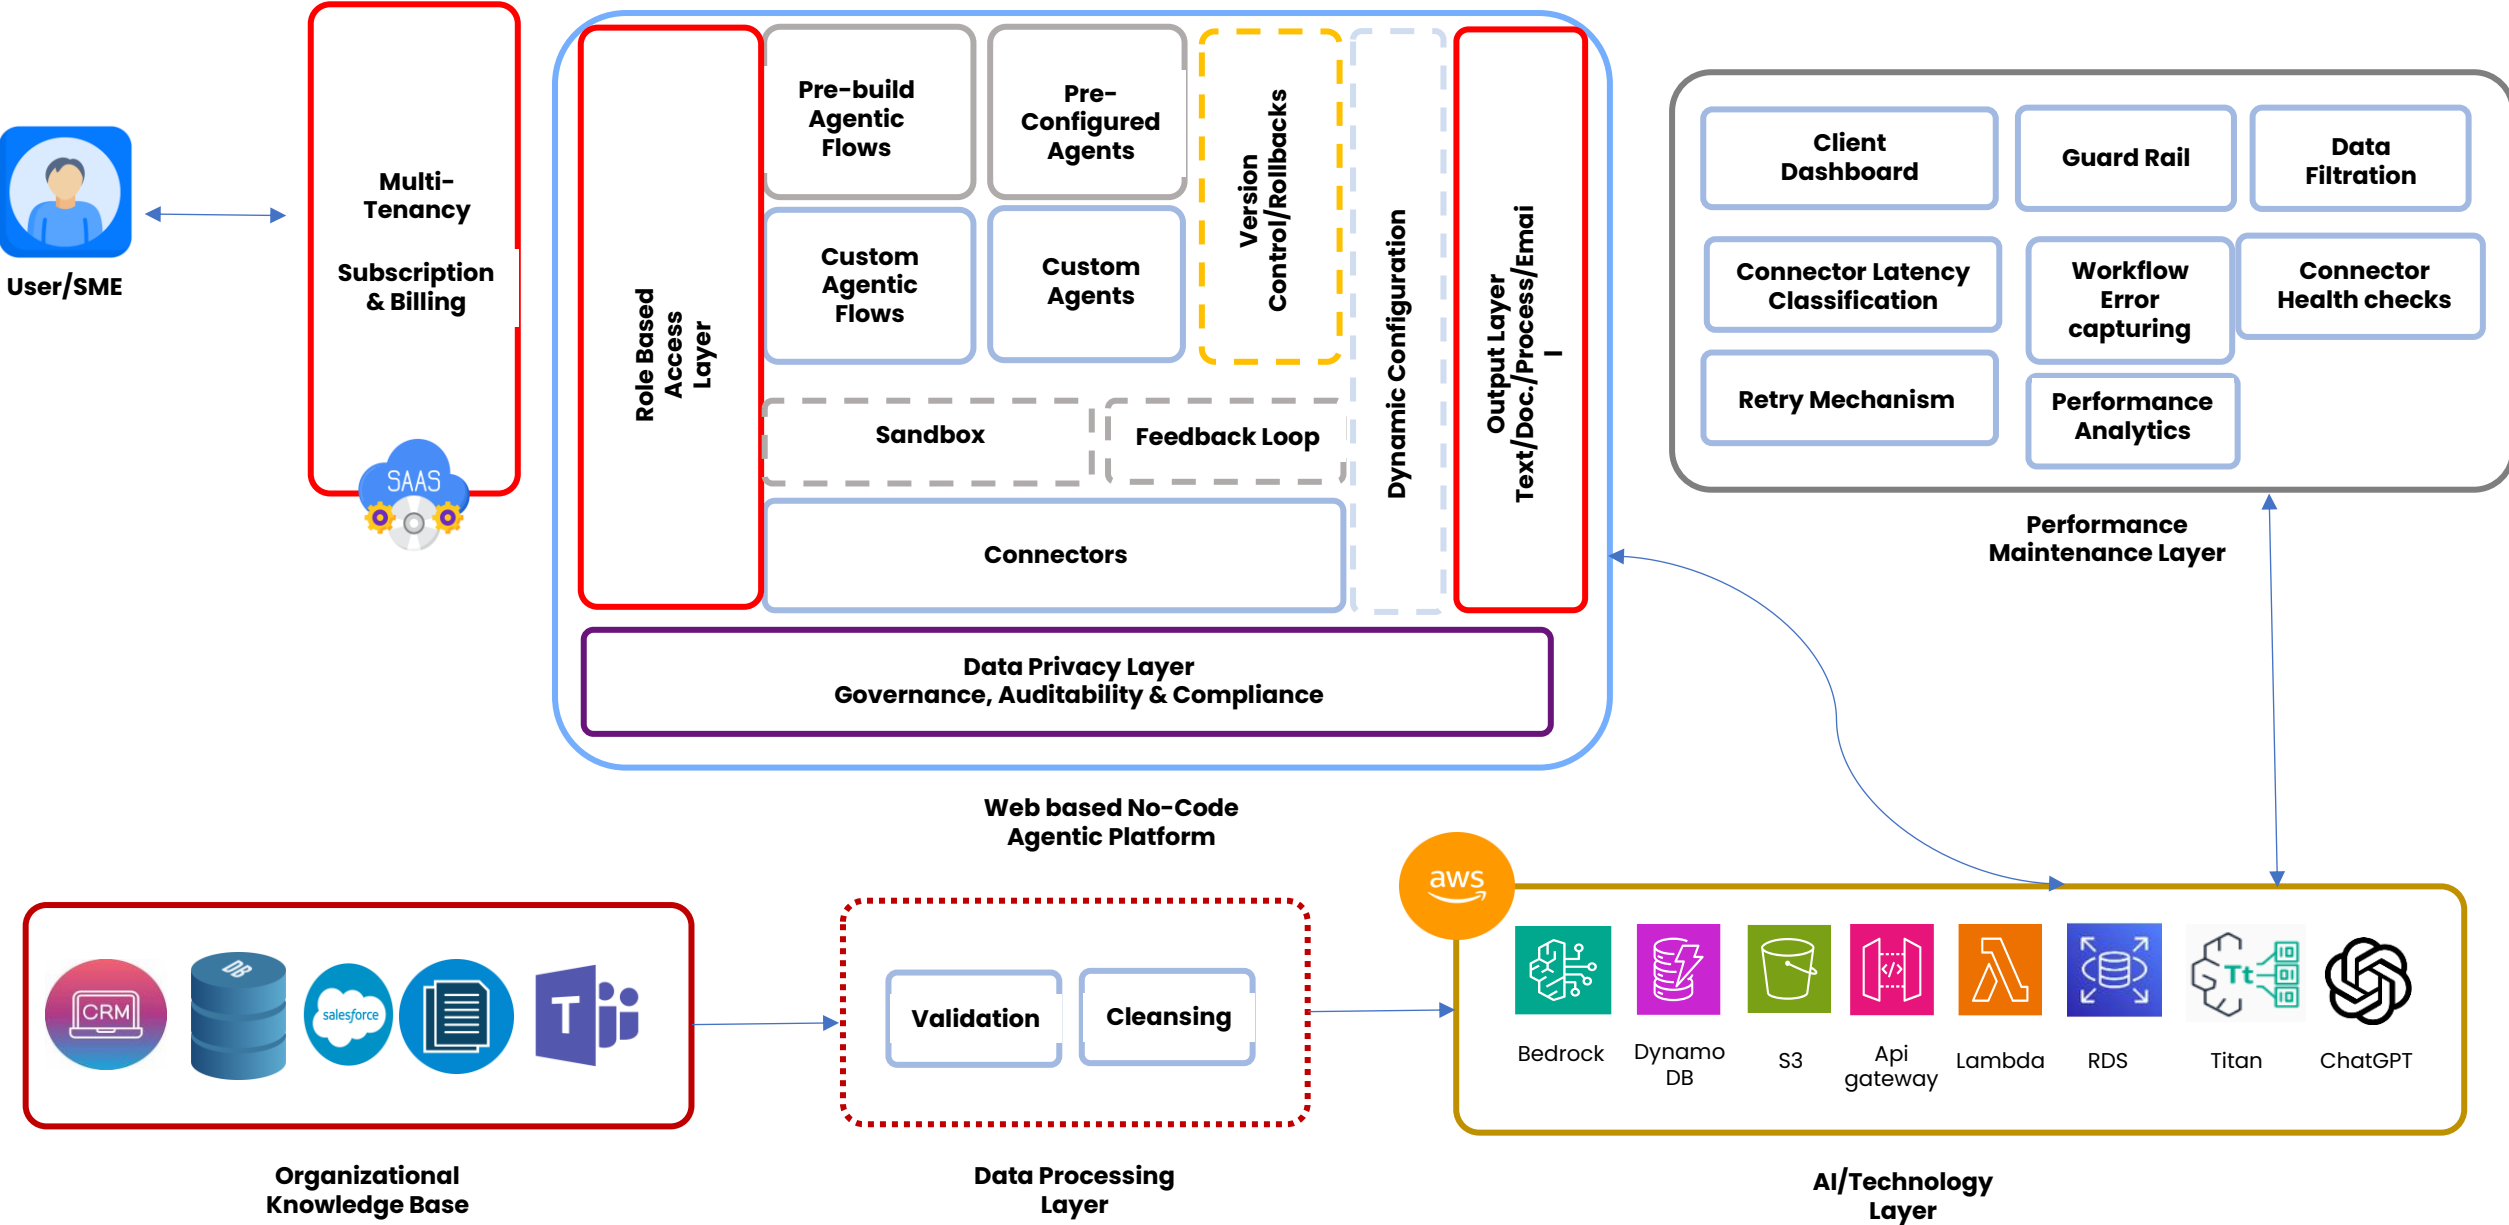 User/SME
Multi-
Tenancy
Subscription
& Billing
SAAS
Role Based
Access
Layer
Pre-build
Agentic
Flows
Pre-
Configured
Agents
Custom
Agentic
Flows
Custom
Agents
Version
Control/Rollbacks
Sandbox
Feedback Loop
Connectors
Dynamic Configuration
Output Layer
Text/Doc./Process/Emai
l
Data Privacy Layer
Governance, Auditability & Compliance
Web based No-Code
Agentic Platform
Client
Dashboard
Guard Rail
Data
Filtration
Connector Latency
Classification
Workflow
Error
capturing
Connector
Health checks
Retry Mechanism
Performance
Analytics
Performance
Maintenance Layer
CRM
DB
salesforce
T
Organizational
Knowledge Base
Validation
Cleansing
Data Processing
Layer
aws
</>
Tt
Bedrock
Dynamo
DB
S3
Api
gateway
Lambda
RDS
Titan
ChatGPT
AI/Technology
Layer